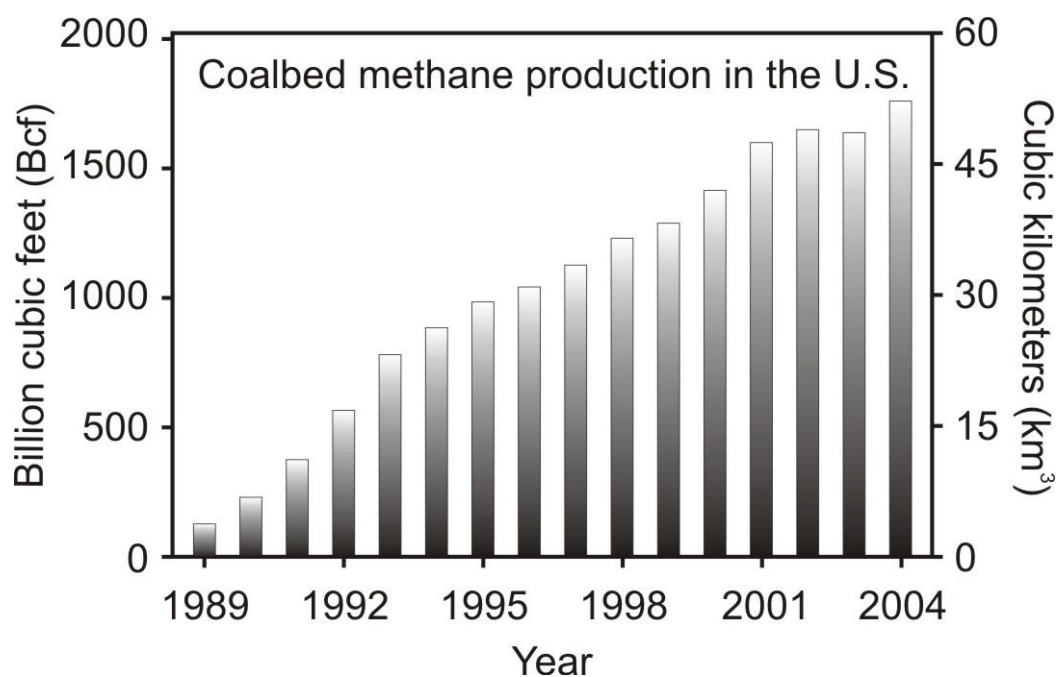 Coalbed methane production in the U.S.
Billion cubic feet (Bcf)
2000
1500
1000
500
0
Cubic kilometers (km³)
60
45
30
15
0
1989 1992 1995 1998 2001 2004
Year